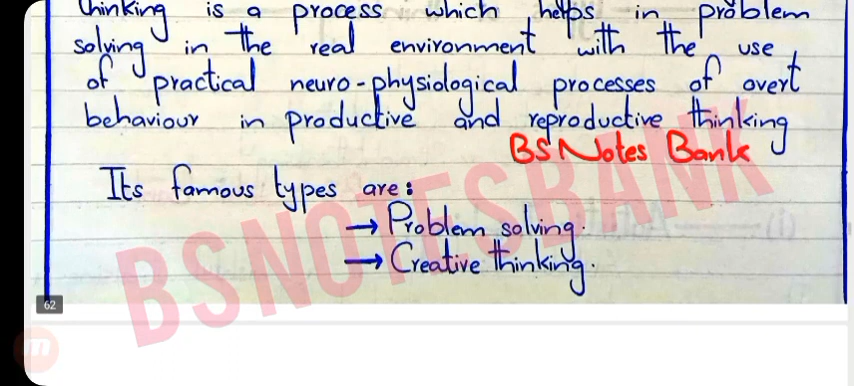 thinking is a process which helps in problem
solving in the real environment with the use
of practical neuro-physiological processes of overt
behaviour in productive and reproductive thinking
BS Notes Bank
Its famous types are:
→ Problem solving.
→ Creative thinking.
BSNOTESBANK
62
m